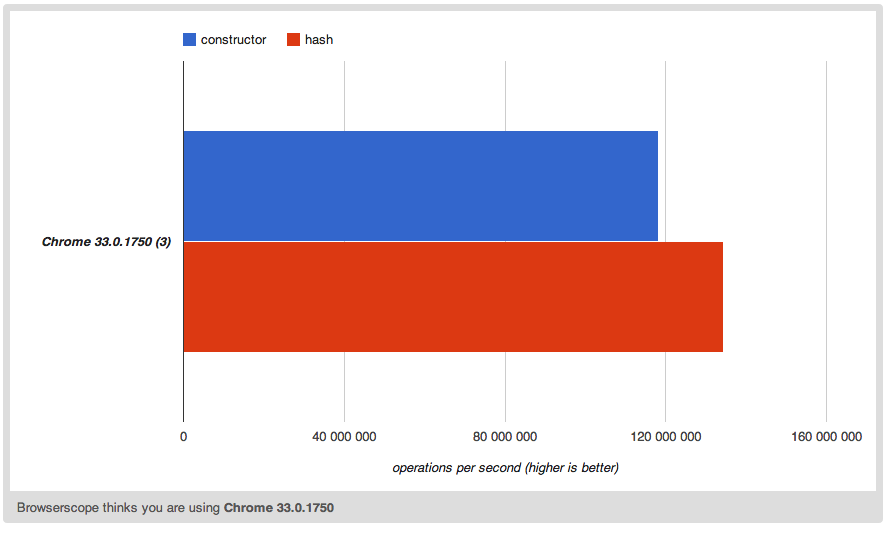 constructor hash
Chrome 33.0.1750 (3)
0 40 000 000 80 000 000 120 000 000 160 000 000
operations per second (higher is better)
Browserscope thinks you are using Chrome 33.0.1750